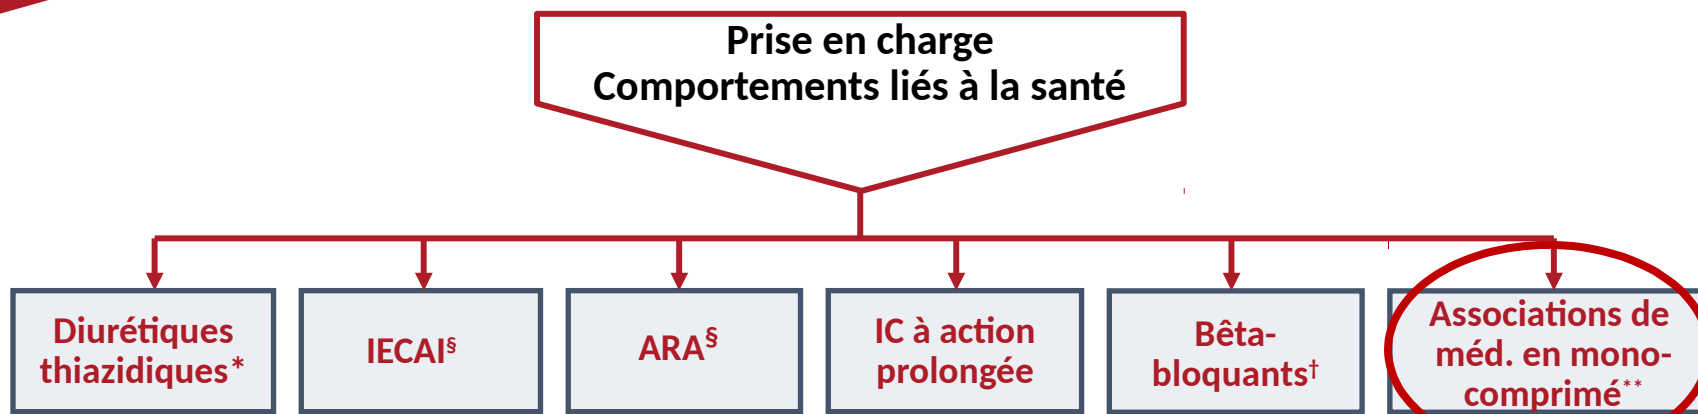 Prise en charge
Comportements liés à la santé
Diurétiques
thiazidiques*
IECAI§
ARA§
IC à action
prolongée
Bêta-
bloquants†
Associations de
méd. en mono-
comprimé**